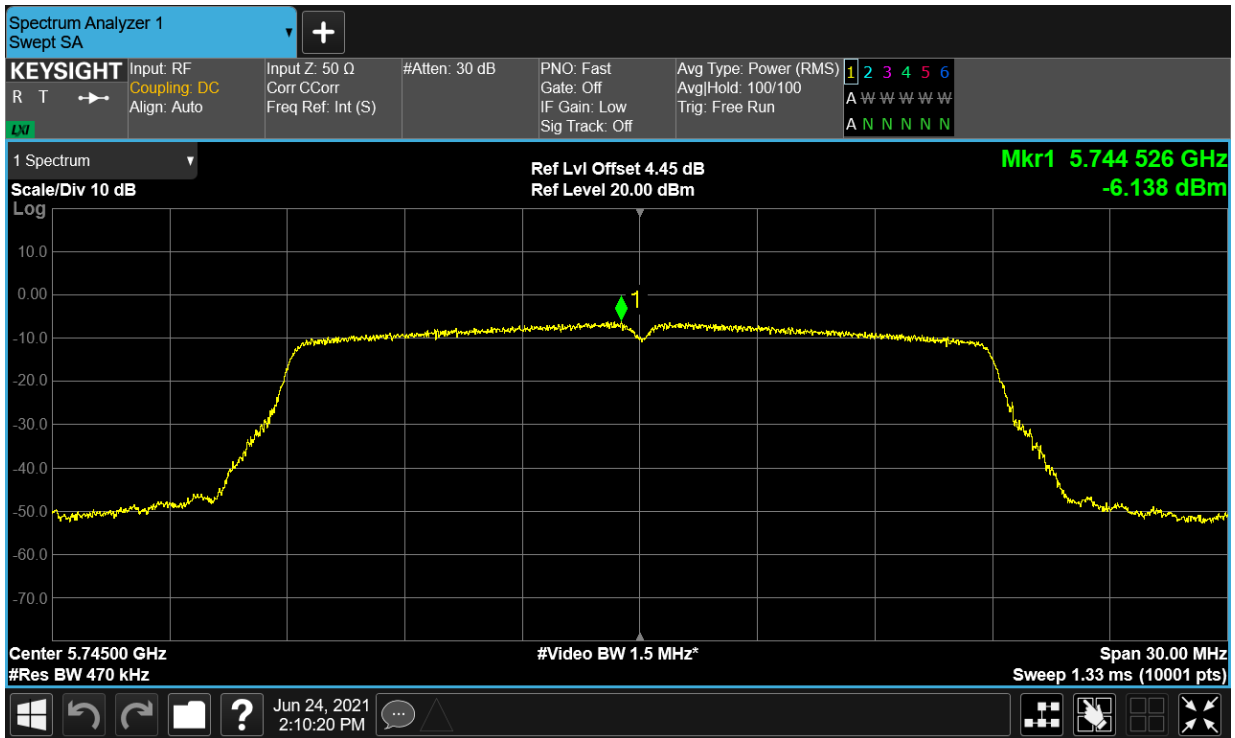 Spectrum Analyzer 1
Swept SA
KEYSIGHT
R T
LXI
Input: RF
Coupling: DC
Align: Auto
Input Z: 50 Ω
Corr CCorr
Freq Ref: Int (S)
#Atten: 30 dB
PNO: Fast
Gate: Off
IF Gain: Low
Sig Track: Off
Avg Type: Power (RMS)
Avg|Hold: 100/100
Trig: Free Run
1 2 3 4 5 6
A W W W W W
A N N N N N
1 Spectrum
Scale/Div 10 dB
Log
Ref Lvl Offset 4.45 dB
Ref Level 20.00 dBm
Mkr1 5.744 526 GHz
-6.138 dBm
10.0
0.00
1
-10.0
-20.0
-30.0
-40.0
-50.0
-60.0
-70.0
Center 5.74500 GHz
#Video BW 1.5 MHz*
Span 30.00 MHz
#Res BW 470 kHz
Sweep 1.33 ms (10001 pts)
?
Jun 24, 2021
2:10:20 PM